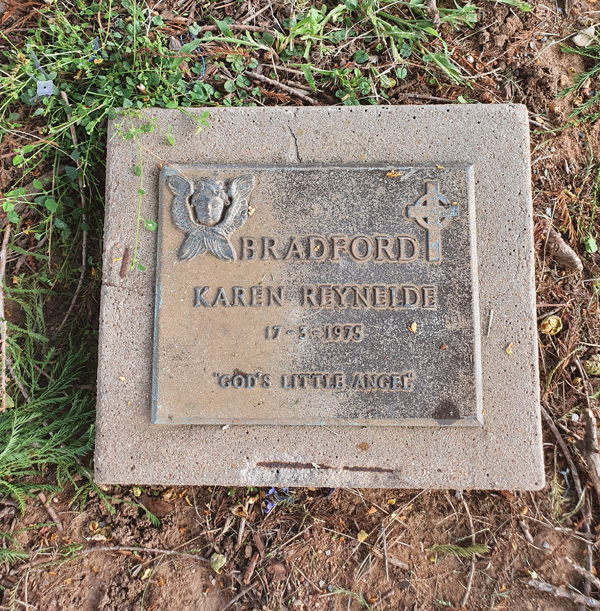 BRADFORD
KAREN REYNELDE
17-3-1975
"GOD'S LITTLE ANGEL"